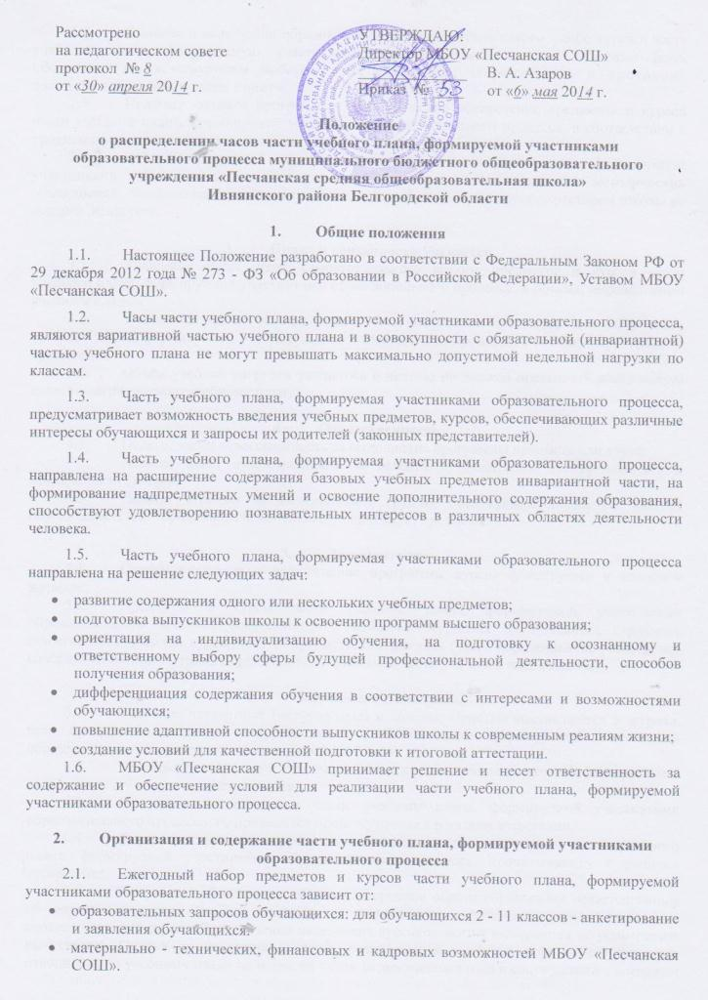 Рассмотрено
на педагогическом совете
протокол № 8
от «30» апреля 2014 г.
УТВЕРЖДАЮ:
Директор МБОУ «Песчанская СОШ»
В. А. Азаров
Приказ № 53 от «6» мая 2014 г.
Положение
о распределении часов части учебного плана, формируемой участниками
образовательного процесса муниципального бюджетного общеобразовательного
учреждения «Песчанская средняя общеобразовательная школа»
Ивнянского района Белгородской области
1. Общие положения
1.1. Настоящее Положение разработано в соответствии с Федеральным Законом РФ от
29 декабря 2012 года № 273 - ФЗ «Об образовании в Российской Федерации», Уставом МБОУ
«Песчанская СОШ».
1.2. Часы части учебного плана, формируемой участниками образовательного процесса,
являются вариативной частью учебного плана и в совокупности с обязательной (инвариантной)
частью учебного плана не могут превышать максимально допустимой недельной нагрузки по
классам.
1.3. Часть учебного плана, формируемая участниками образовательного процесса,
предусматривает возможность введения учебных предметов, курсов, обеспечивающих различные
интересы обучающихся и запросы их родителей (законных представителей).
1.4. Часть учебного плана, формируемая участниками образовательного процесса,
направлена на расширение содержания базовых учебных предметов инвариантной части, на
формирование надпредметных умений и освоение дополнительного содержания образования,
способствуют удовлетворению познавательных интересов в различных областях деятельности
человека.
1.5. Часть учебного плана, формируемая участниками образовательного процесса
направлена на решение следующих задач:
• развитие содержания одного или нескольких учебных предметов;
• подготовка выпускников школы к освоению программ высшего образования;
• ориентация на индивидуализацию обучения, на подготовку к осознанному и
ответственному выбору сферы будущей профессиональной деятельности, способов
получения образования;
• дифференциация содержания обучения в соответствии с интересами и возможностями
обучающихся;
• повышение адаптивной способности выпускников школы к современным реалиям жизни;
• создание условий для качественной подготовки к итоговой аттестации.
1.6. МБОУ «Песчанская СОШ» принимает решение и несет ответственность за
содержание и обеспечение условий для реализации части учебного плана, формируемой
участниками образовательного процесса.
2. Организация и содержание части учебного плана, формируемой участниками
образовательного процесса
2.1. Ежегодный набор предметов и курсов части учебного плана, формируемой
участниками образовательного процесса зависит от:
• образовательных запросов обучающихся: для обучающихся 2 - 11 классов - анкетирование
и заявления обучающихся.
• материально - технических, финансовых и кадровых возможностей МБОУ «Песчанская
СОШ».